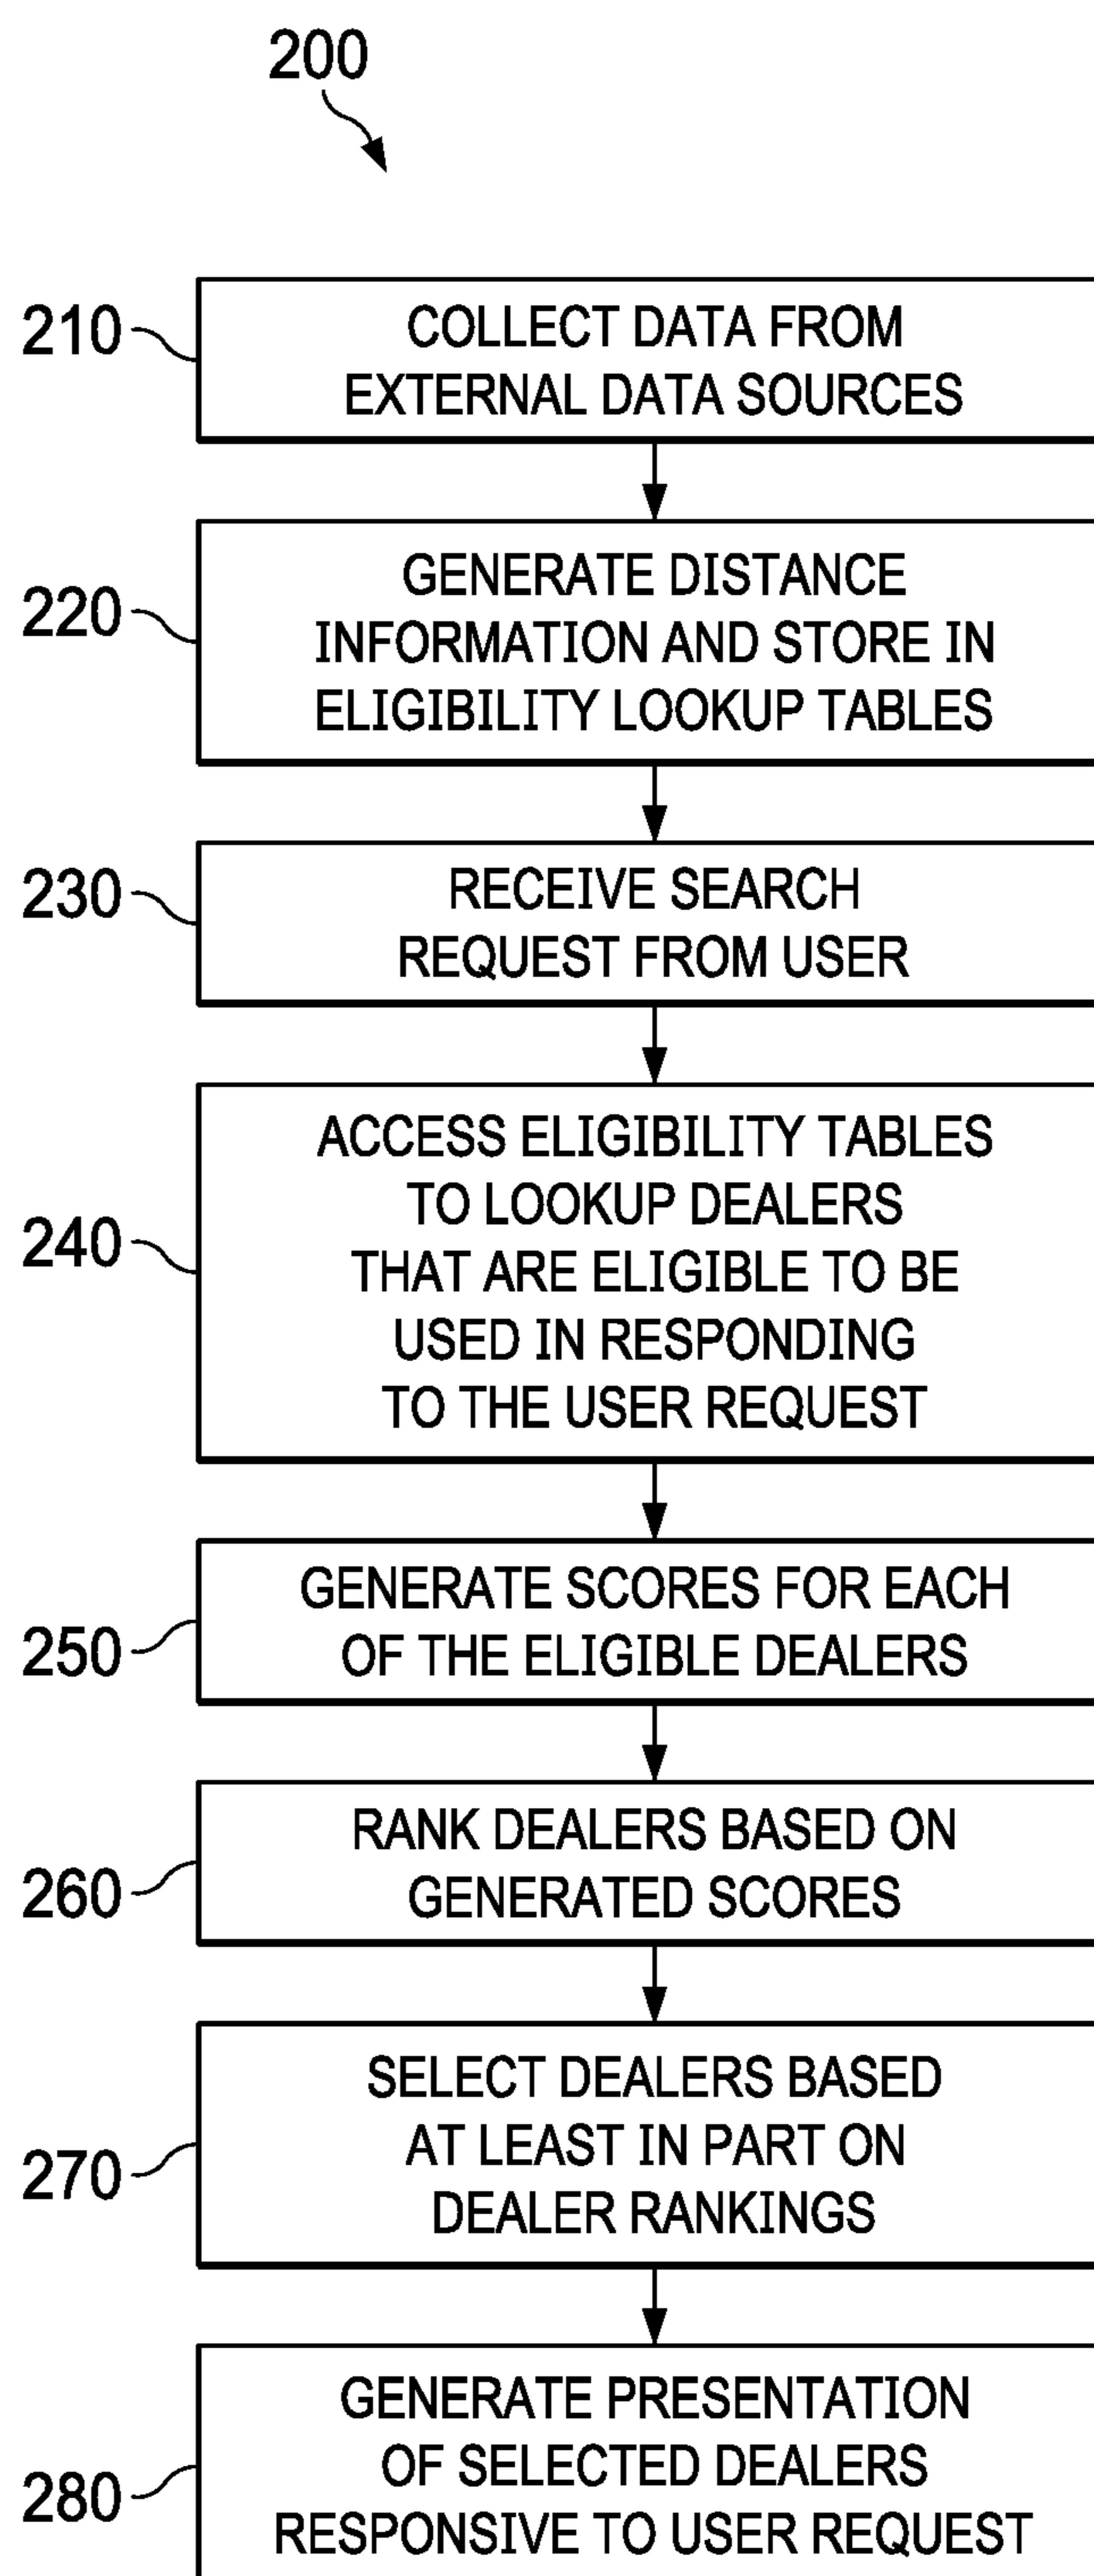 200
210
COLLECT DATA FROM
EXTERNAL DATA SOURCES
220
GENERATE DISTANCE
INFORMATION AND STORE IN
ELIGIBILITY LOOKUP TABLES
230
RECEIVE SEARCH
REQUEST FROM USER
240
ACCESS ELIGIBILITY TABLES
TO LOOKUP DEALERS
THAT ARE ELIGIBLE TO BE
USED IN RESPONDING
TO THE USER REQUEST
250
GENERATE SCORES FOR EACH
OF THE ELIGIBLE DEALERS
260
RANK DEALERS BASED ON
GENERATED SCORES
270
SELECT DEALERS BASED
AT LEAST IN PART ON
DEALER RANKINGS
280
GENERATE PRESENTATION
OF SELECTED DEALERS
RESPONSIVE TO USER REQUEST